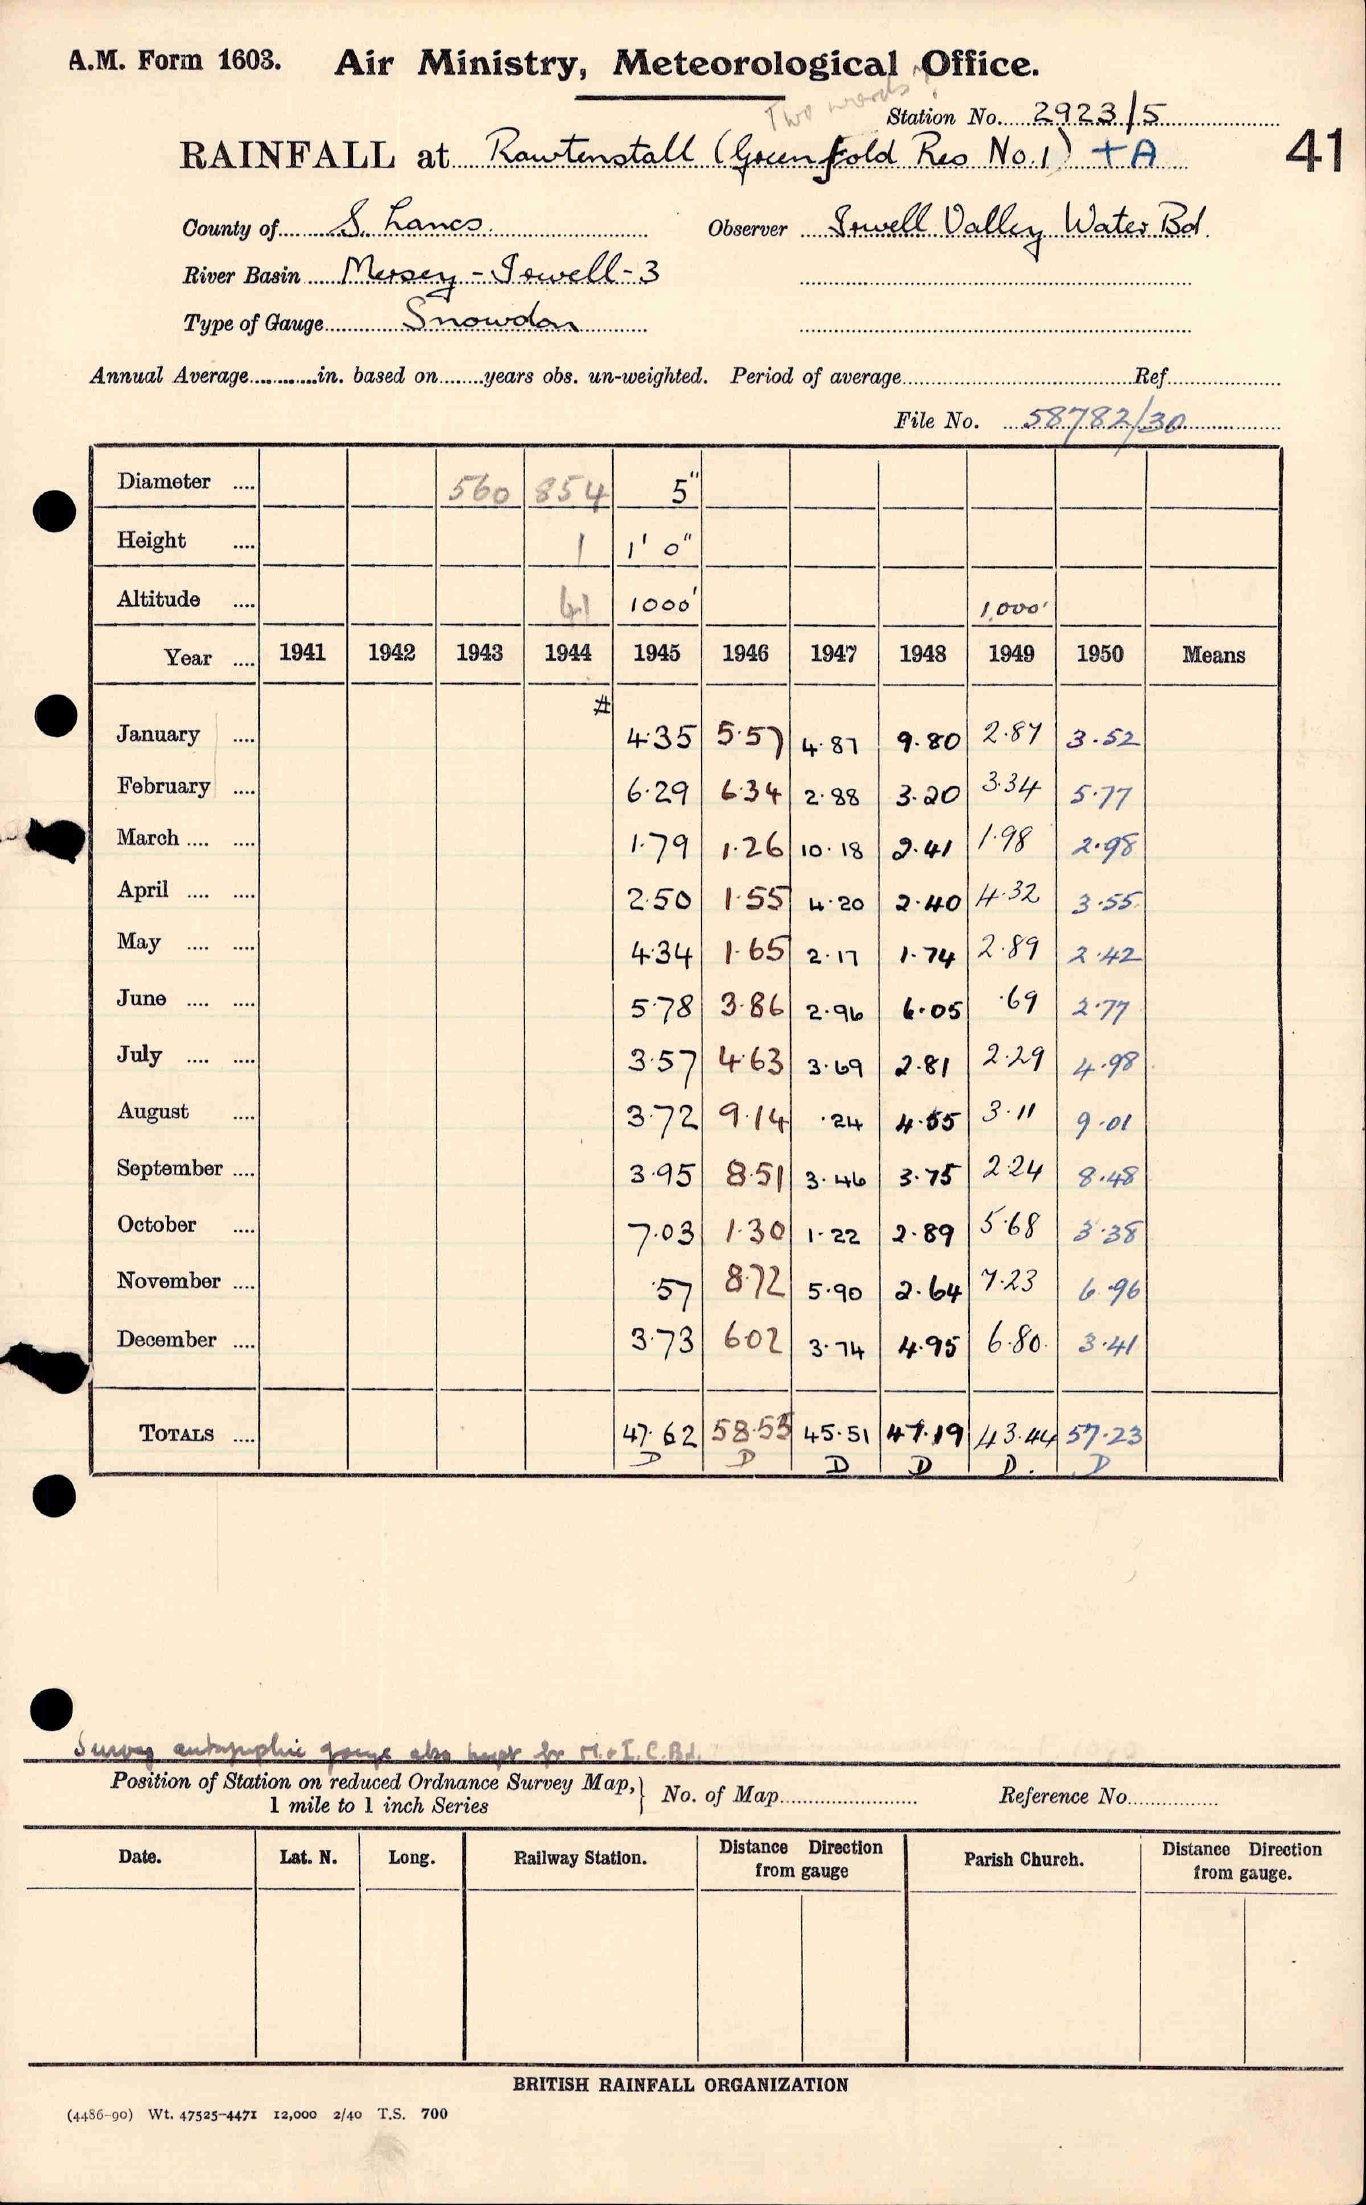 A.M. Form 1603. Air Ministry, Meteorological Office.
Two words?
Station No. 2923/5
RAINFALL at Rawtenstall (Greenfold Res No.1) + A
41
County of S. Lancs. Observer Irwell Valley Water Bd.
River Basin Mersey - Irwell - 3
Type of Gauge Snowdon
Annual Average in. based on years obs. un-weighted. Period of average Ref.
File No. 58782/30
Diameter 560 854 5"
Height 1 1' 0"
Altitude 41 1000' 1,000'
Year 1941 1942 1943 1944 1945 1946 1947 1948 1949 1950 Means
#
January 4.35 5.57 4.87 9.80 2.87 3.52
February 6.29 6.34 2.88 3.20 3.34 5.77
March 1.79 1.26 10.18 2.41 1.98 2.98
April 2.50 1.55 4.20 2.40 4.32 3.55
May 4.34 1.65 2.17 1.74 2.89 2.42
June 5.78 3.86 2.96 6.05 .69 2.77
July 3.57 4.63 3.69 2.81 2.29 4.98
August 3.72 9.14 .24 4.55 3.11 9.01
September 3.95 8.51 3.46 3.75 2.24 8.48
October 7.03 1.30 1.22 2.89 5.68 3.38
November .57 8.72 5.90 2.64 7.23 6.96
December 3.73 6.02 3.74 4.95 6.80 3.41
TOTALS 47.62 58.55 45.51 47.19 43.44 57.23
D D D D D. D
autographic gauge also kept for M & I.C.Bd.
Position of Station on reduced Ordnance Survey Map, } No. of Map Reference No.
1 mile to 1 inch Series
Date. Lat. N. Long. Railway Station. Distance Direction from gauge Parish Church. Distance Direction from gauge.
BRITISH RAINFALL ORGANIZATION
(4486-90) Wt. 47525-4471 12,000 2/40 T.S. 700